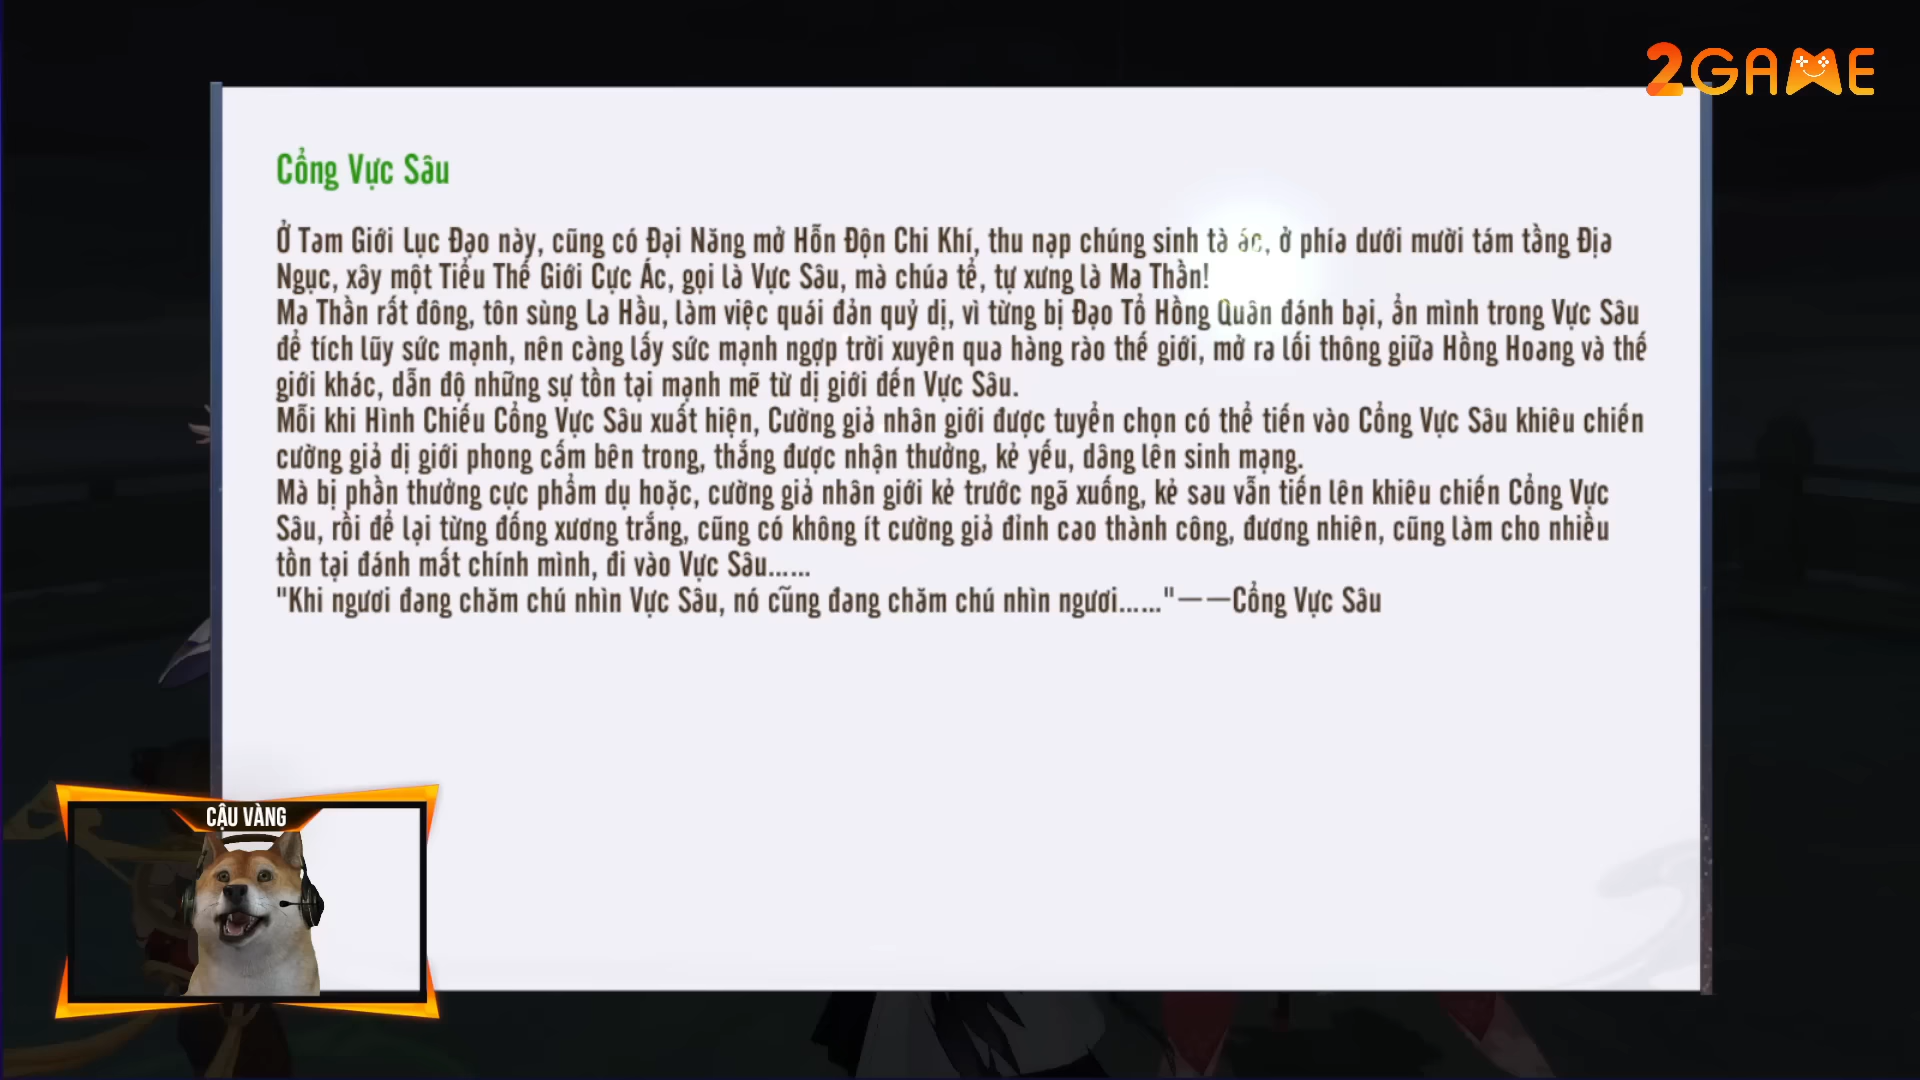 2GAME
Cổng Vực Sâu
Ở Tam Giới Lục Đạo này, cũng có Đại Năng mở Hỗn Độn Chi Khí, thu nạp chúng sinh tà ác, ở phía dưới mười tám tầng Địa
Ngục, xây một Tiểu Thế Giới Cực Ác, gọi là Vực Sâu, mà chúa tể, tự xưng là Ma Thần!
Ma Thần rất đông, tôn sùng La Hầu, làm việc quái đản quỷ dị, vì từng bị Đạo Tổ Hồng Quân đánh bại, ẩn mình trong Vực Sâu
để tích lũy sức mạnh, nên càng lấy sức mạnh ngợp trời xuyên qua hàng rào thế giới, mở ra lối thông giữa Hồng Hoang và thế
giới khác, dẫn độ những sự tồn tại mạnh mẽ từ dị giới đến Vực Sâu.
Mỗi khi Hình Chiếu Cổng Vực Sâu xuất hiện, Cường giả nhân giới được tuyển chọn có thể tiến vào Cổng Vực Sâu khiêu chiến
cường giả dị giới phong cấm bên trong, thắng được nhận thưởng, kẻ yếu, dâng lên sinh mạng.
Mà bị phần thưởng cực phẩm dụ hoặc, cường giả nhân giới kẻ trước ngã xuống, kẻ sau vẫn tiến lên khiêu chiến Cổng Vực
Sâu, rồi để lại từng đống xương trắng, cũng có không ít cường giả đỉnh cao thành công, đương nhiên, cũng làm cho nhiều
tồn tại đánh mất chính mình, đi vào Vực Sâu......
"Khi ngươi đang chăm chú nhìn Vực Sâu, nó cũng đang chăm chú nhìn ngươi......"——Cổng Vực Sâu
CẬU VÀNG